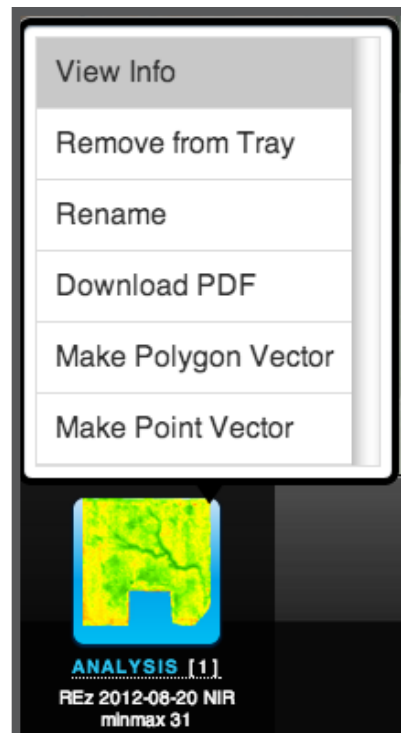 View Info
Remove from Tray
Rename
Download PDF
Make Polygon Vector
Make Point Vector
ANALYSIS [1]
REz 2012-08-20 NIR
minmax 31